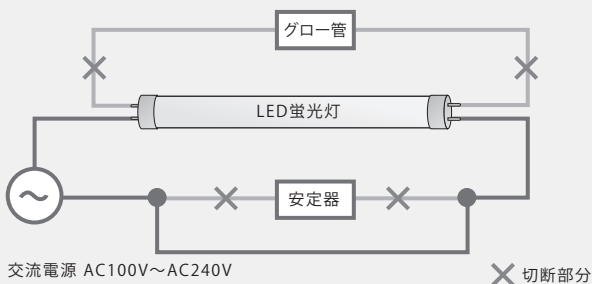 グロー管
LED蛍光灯
安定器
交流電源 AC100V～AC240V
切断部分